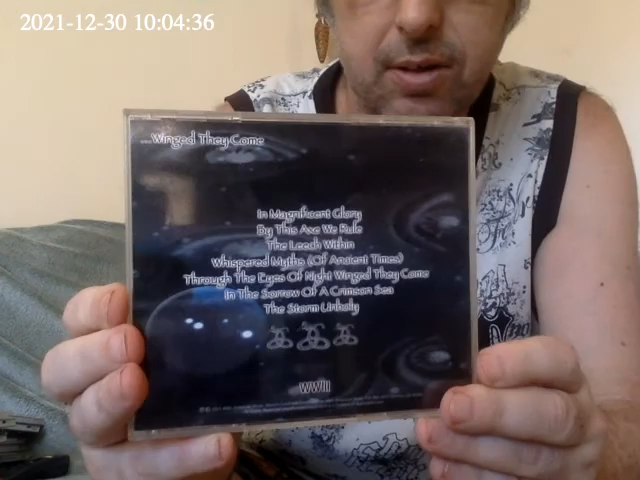 2021-12-30 10:04:36
...Winged They Come
In Magnificent Glory
By This Axe We Rule
The Leech Within
Whispered Myths (Of Ancient Times)
Through The Eyes Of Night Winged They Come
In The Sorrow Of A Crimson Sea
The Storm Unholy
WWIII